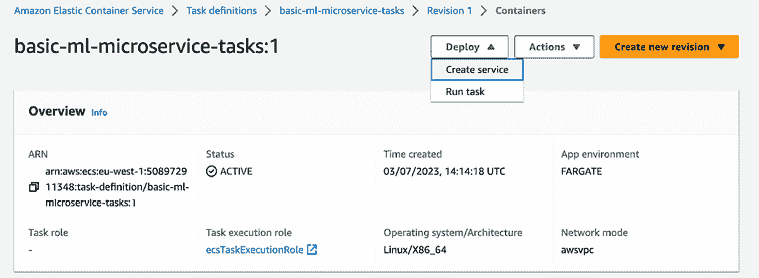 Amazon Elastic Container Service > Task definitions > basic-ml-microservice-tasks > Revision 1 > Containers
basic-ml-microservice-tasks:1
Deploy ▲ Actions ▼ Create new revision ▼
Create service
Run task
Overview Info
ARN Status Time created App environment
arn:aws:ecs:eu-west-1:5089729 ACTIVE 03/07/2023, 14:14:18 UTC FARGATE
11348:task-definition/basic-ml-
microservice-tasks:1
Task role Task execution role Operating system/Architecture Network mode
- ecsTaskExecutionRole Linux/X86_64 awsvpc